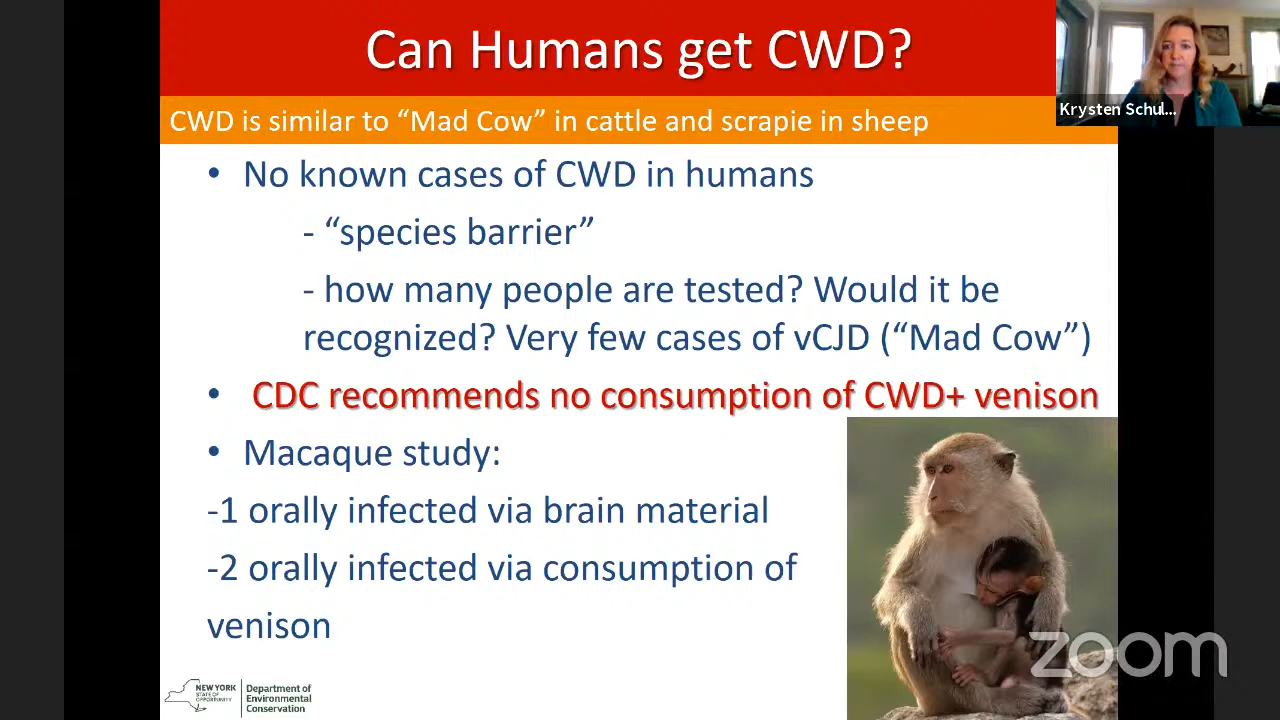 Can Humans get CWD?
CWD is similar to “Mad Cow” in cattle and scrapie in sheep
Krysten Schul...
• No known cases of CWD in humans
- “species barrier”
- how many people are tested? Would it be
recognized? Very few cases of vCJD (“Mad Cow”)
• CDC recommends no consumption of CWD+ venison
• Macaque study:
-1 orally infected via brain material
-2 orally infected via consumption of
venison
zoom
NEW YORK
STATE OF
OPPORTUNITY
Department of
Environmental
Conservation